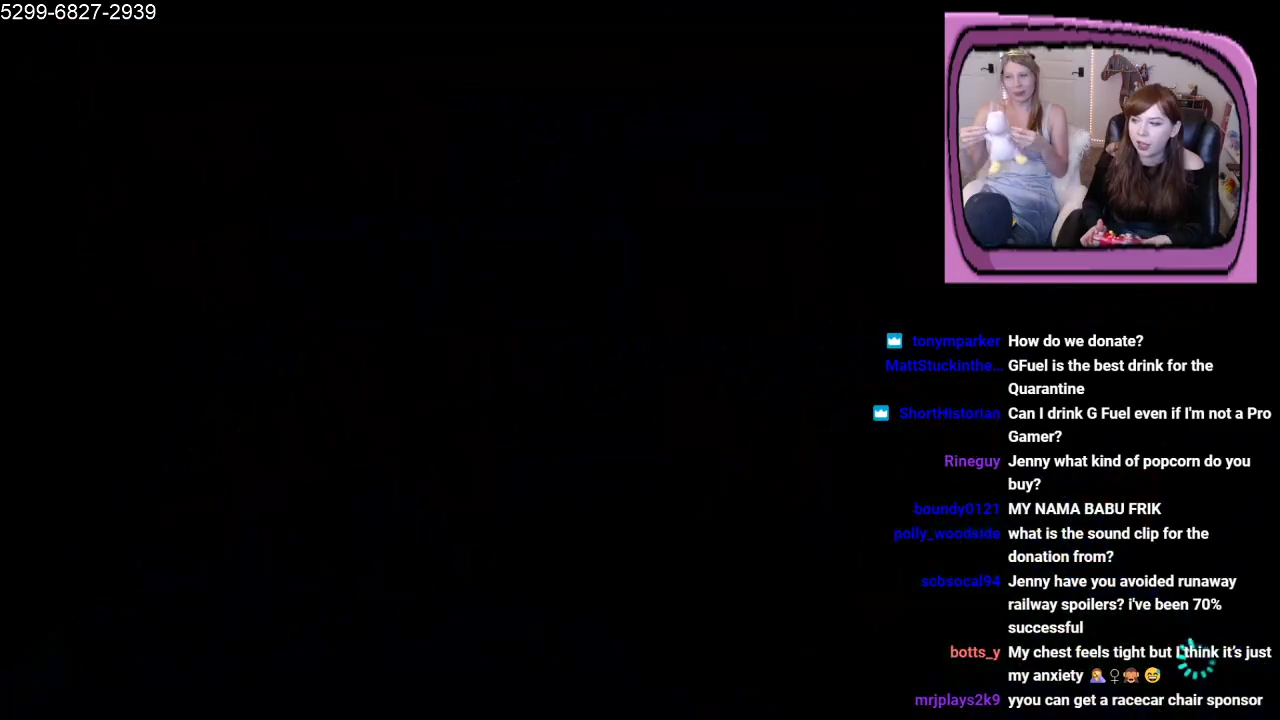 5299-6827-2939
tonymparker How do we donate?
MattStuckinthe... GFuel is the best drink for the
Quarantine
ShortHistorian Can I drink G Fuel even if I'm not a Pro
Gamer?
Rineguy Jenny what kind of popcorn do you
buy?
boundy0121 MY NAMA BABU FRIK
polly_woodside what is the sound clip for the
donation from?
scbsocal94 Jenny have you avoided runaway
railway spoilers? i've been 70%
successful
botts_y My chest feels tight but I think it's just
my anxiety 🤦‍♀️🙈😅
mrjplays2k9 yyou can get a racecar chair sponsor